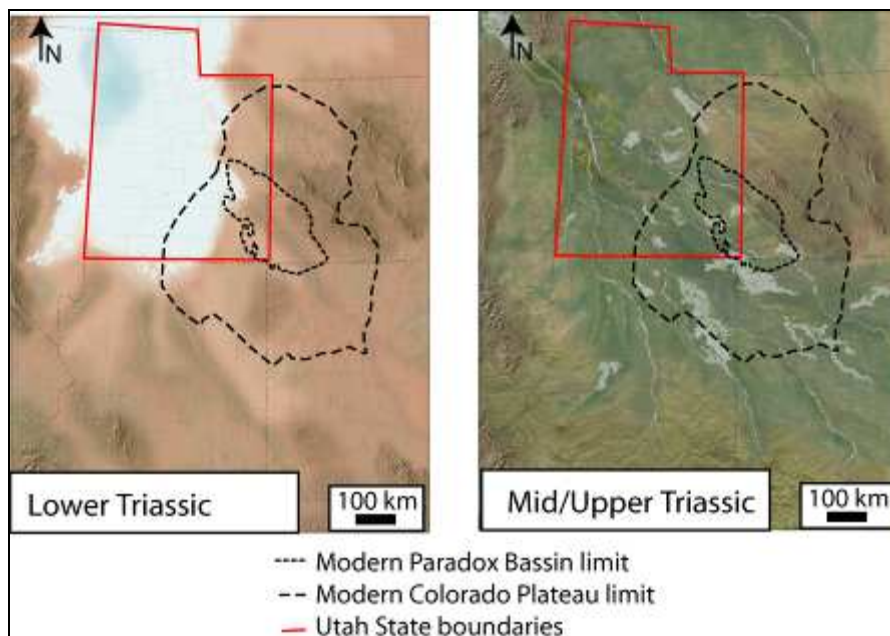 N
N
Lower Triassic
100 km
Mid/Upper Triassic
100 km
Modern Paradox Bassin limit
Modern Colorado Plateau limit
Utah State boundaries